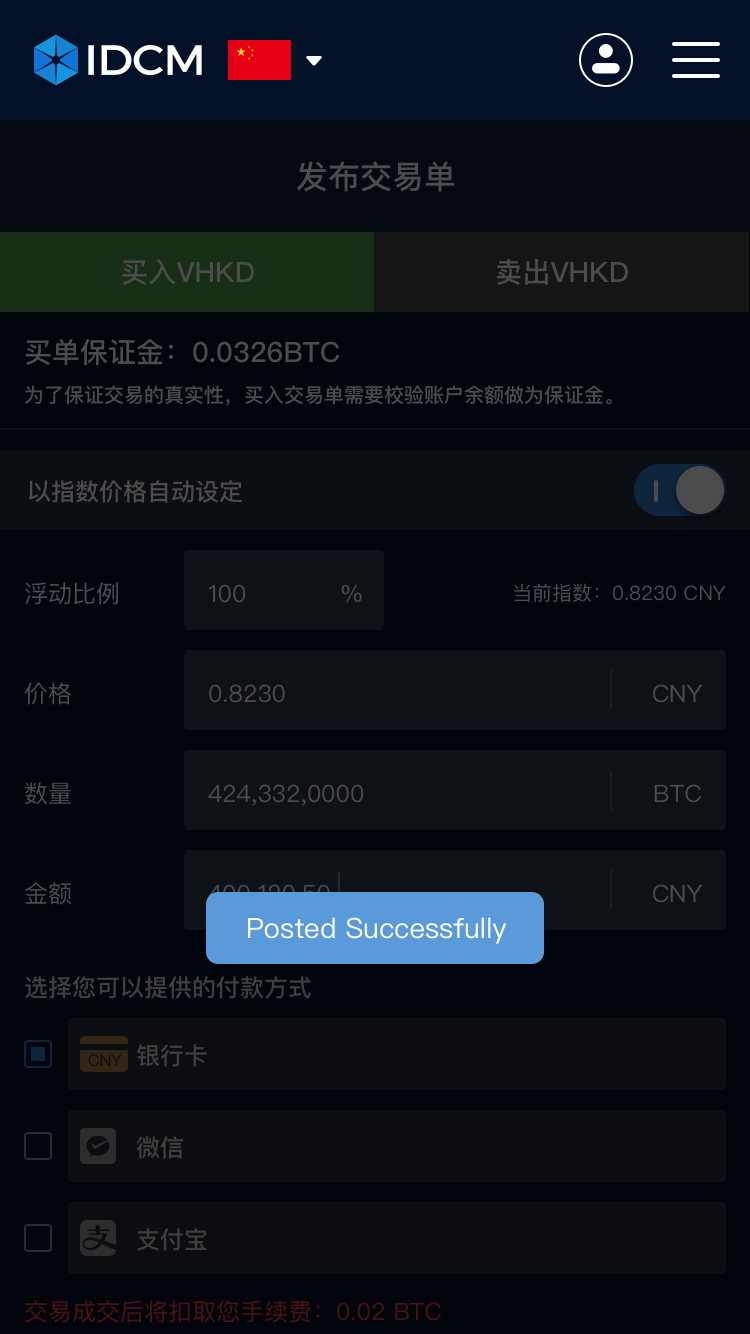 IDCM
发布交易单
买入VHKD
卖出VHKD
买单保证金：0.0326BTC
为了保证交易的真实性，买入交易单需要校验账户余额做为保证金。
以指数价格自动设定
浮动比例 100 % 当前指数：0.8230 CNY
价格 0.8230 CNY
数量 424,332,0000 BTC
金额 400,120.50 CNY
Posted Successfully
选择您可以提供的付款方式
CNY 银行卡
微信
支 支付宝
交易成交后将扣取您手续费：0.02 BTC